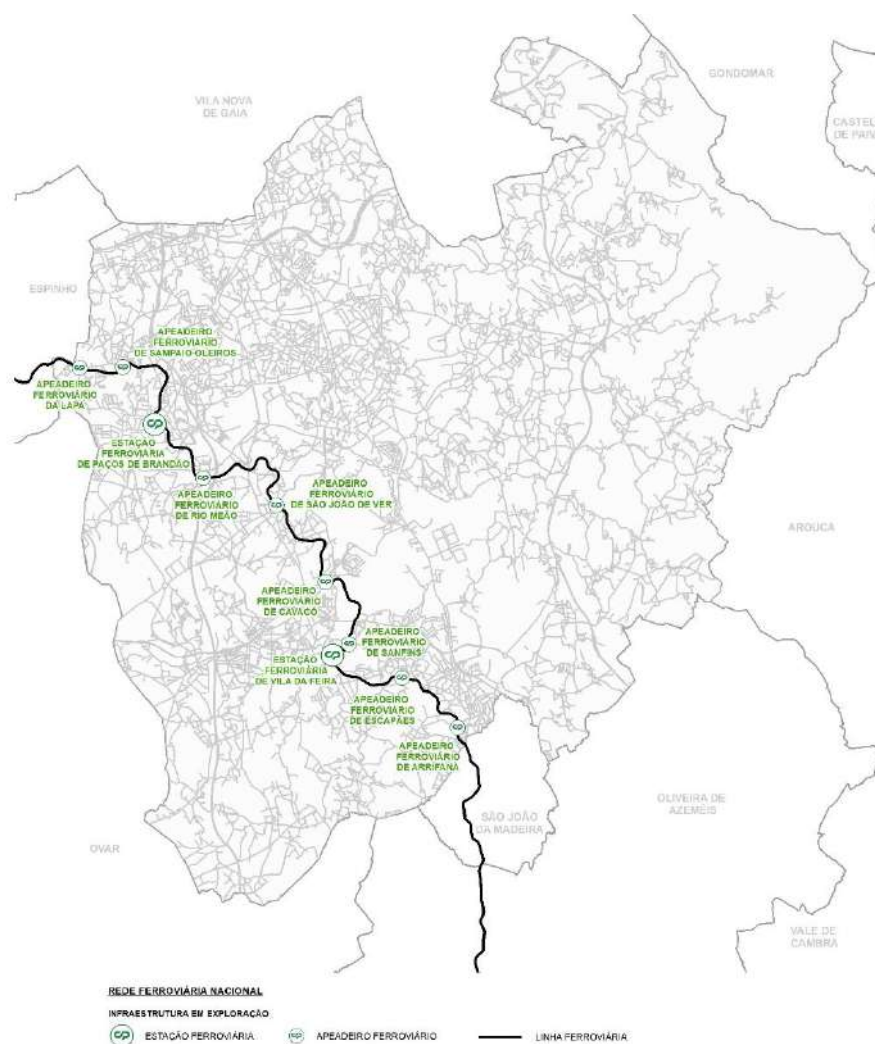 GONDOMAR
VILA NOVA
DE GAIA
CASTEL
DE PAIV
ESPINHO
APEADEIRO
FERROVIÁRIO
DE SAMPAIO-OLEIROS
APEADEIRO
FERROVIÁRIO
DA LAPA
ESTAÇÃO
FERROVIÁRIA
DE PAÇOS DE BRANDÃO
APEADEIRO
FERROVIÁRIO
DE RIO MEÃO
APEADEIRO
FERROVIÁRIO
DE SÃO JOÃO DE VER
AROUCA
APEADEIRO
FERROVIÁRIO
DE CAVACO
APEADEIRO
FERROVIÁRIO
DE SANFINS
ESTAÇÃO
FERROVIÁRIA
DE VILA DA FEIRA
APEADEIRO
FERROVIÁRIO
DE ESCAPÃES
APEADEIRO
FERROVIÁRIO
DE ARRIFANA
SÃO JOÃO
DA MADEIRA
OLIVEIRA DE
AZEMÉIS
OVAR
VALE DE
CAMBRA
REDE FERROVIÁRIA NACIONAL
INFRAESTRUTURA EM EXPLORAÇÃO
ESTAÇÃO FERROVIÁRIA APEADEIRO FERROVIÁRIO LINHA FERROVIÁRIA